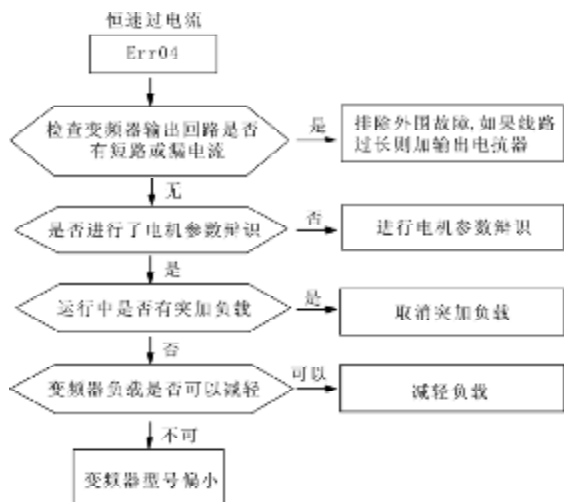 恒速过电流
Err04
检查变频器输出回路是否
有短路或漏电流
是
排除外围故障,如果线路
过长则加输出电抗器
无
是否进行了电机参数辩识
否
进行电机参数辩识
是
运行中是否有突加负载
是
取消突加负载
否
变频器负载是否可以减轻
可以
减轻负载
不可
变频器型号偏小